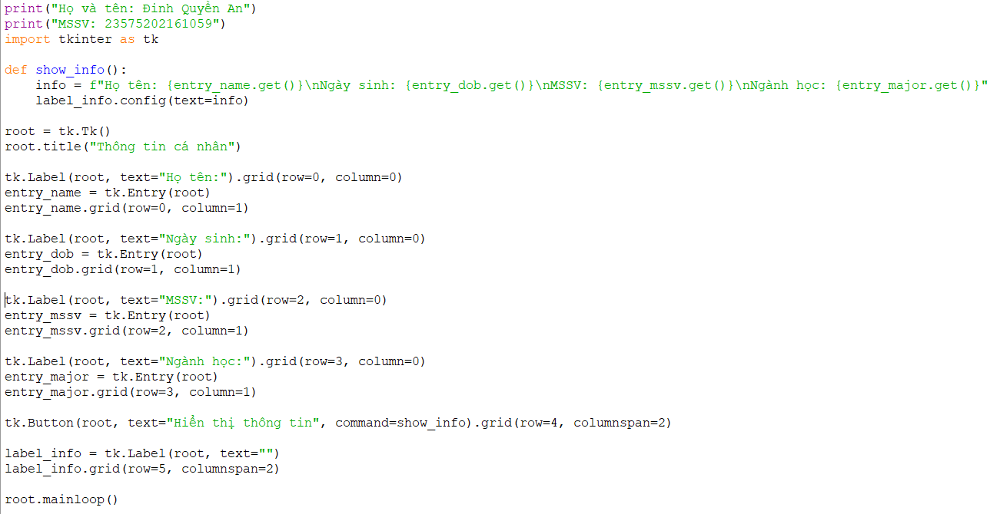 print("Họ và tên: Đinh Quyền An")
print("MSSV: 23575202161059")
import tkinter as tk
def show_info():
    info = f"Họ tên: {entry_name.get()}\nNgày sinh: {entry_dob.get()}\nMSSV: {entry_mssv.get()}\nNgành học: {entry_major.get()}"
    label_info.config(text=info)
root = tk.Tk()
root.title("Thông tin cá nhân")
tk.Label(root, text="Họ tên:").grid(row=0, column=0)
entry_name = tk.Entry(root)
entry_name.grid(row=0, column=1)
tk.Label(root, text="Ngày sinh:").grid(row=1, column=0)
entry_dob = tk.Entry(root)
entry_dob.grid(row=1, column=1)
tk.Label(root, text="MSSV:").grid(row=2, column=0)
entry_mssv = tk.Entry(root)
entry_mssv.grid(row=2, column=1)
tk.Label(root, text="Ngành học:").grid(row=3, column=0)
entry_major = tk.Entry(root)
entry_major.grid(row=3, column=1)
tk.Button(root, text="Hiển thị thông tin", command=show_info).grid(row=4, columnspan=2)
label_info = tk.Label(root, text="")
label_info.grid(row=5, columnspan=2)
root.mainloop()